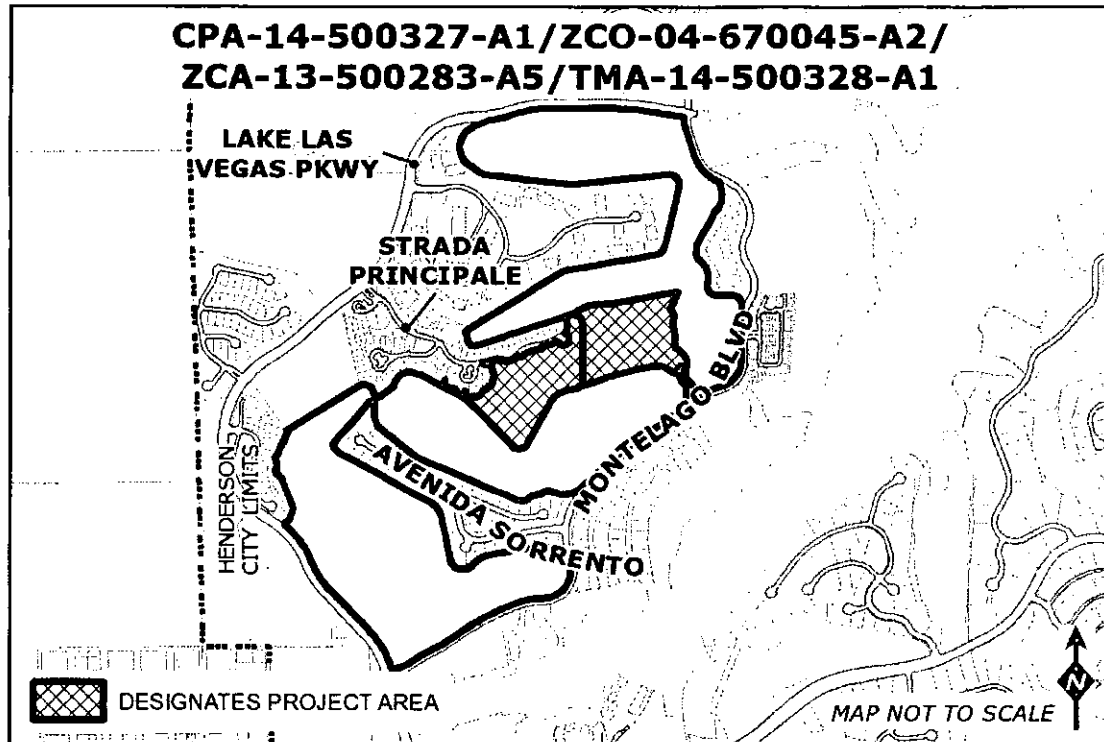 CPA-14-500327-A1/ZCO-04-670045-A2/
ZCA-13-500283-A5/TMA-14-500328-A1
LAKE LAS
VEGAS PKWY
STRADA
PRINCIPALE
MONTELAGO BLVD
AVENIDA SORRENTO
HENDERSON
CITY LIMITS
DESIGNATES PROJECT AREA
N
MAP NOT TO SCALE